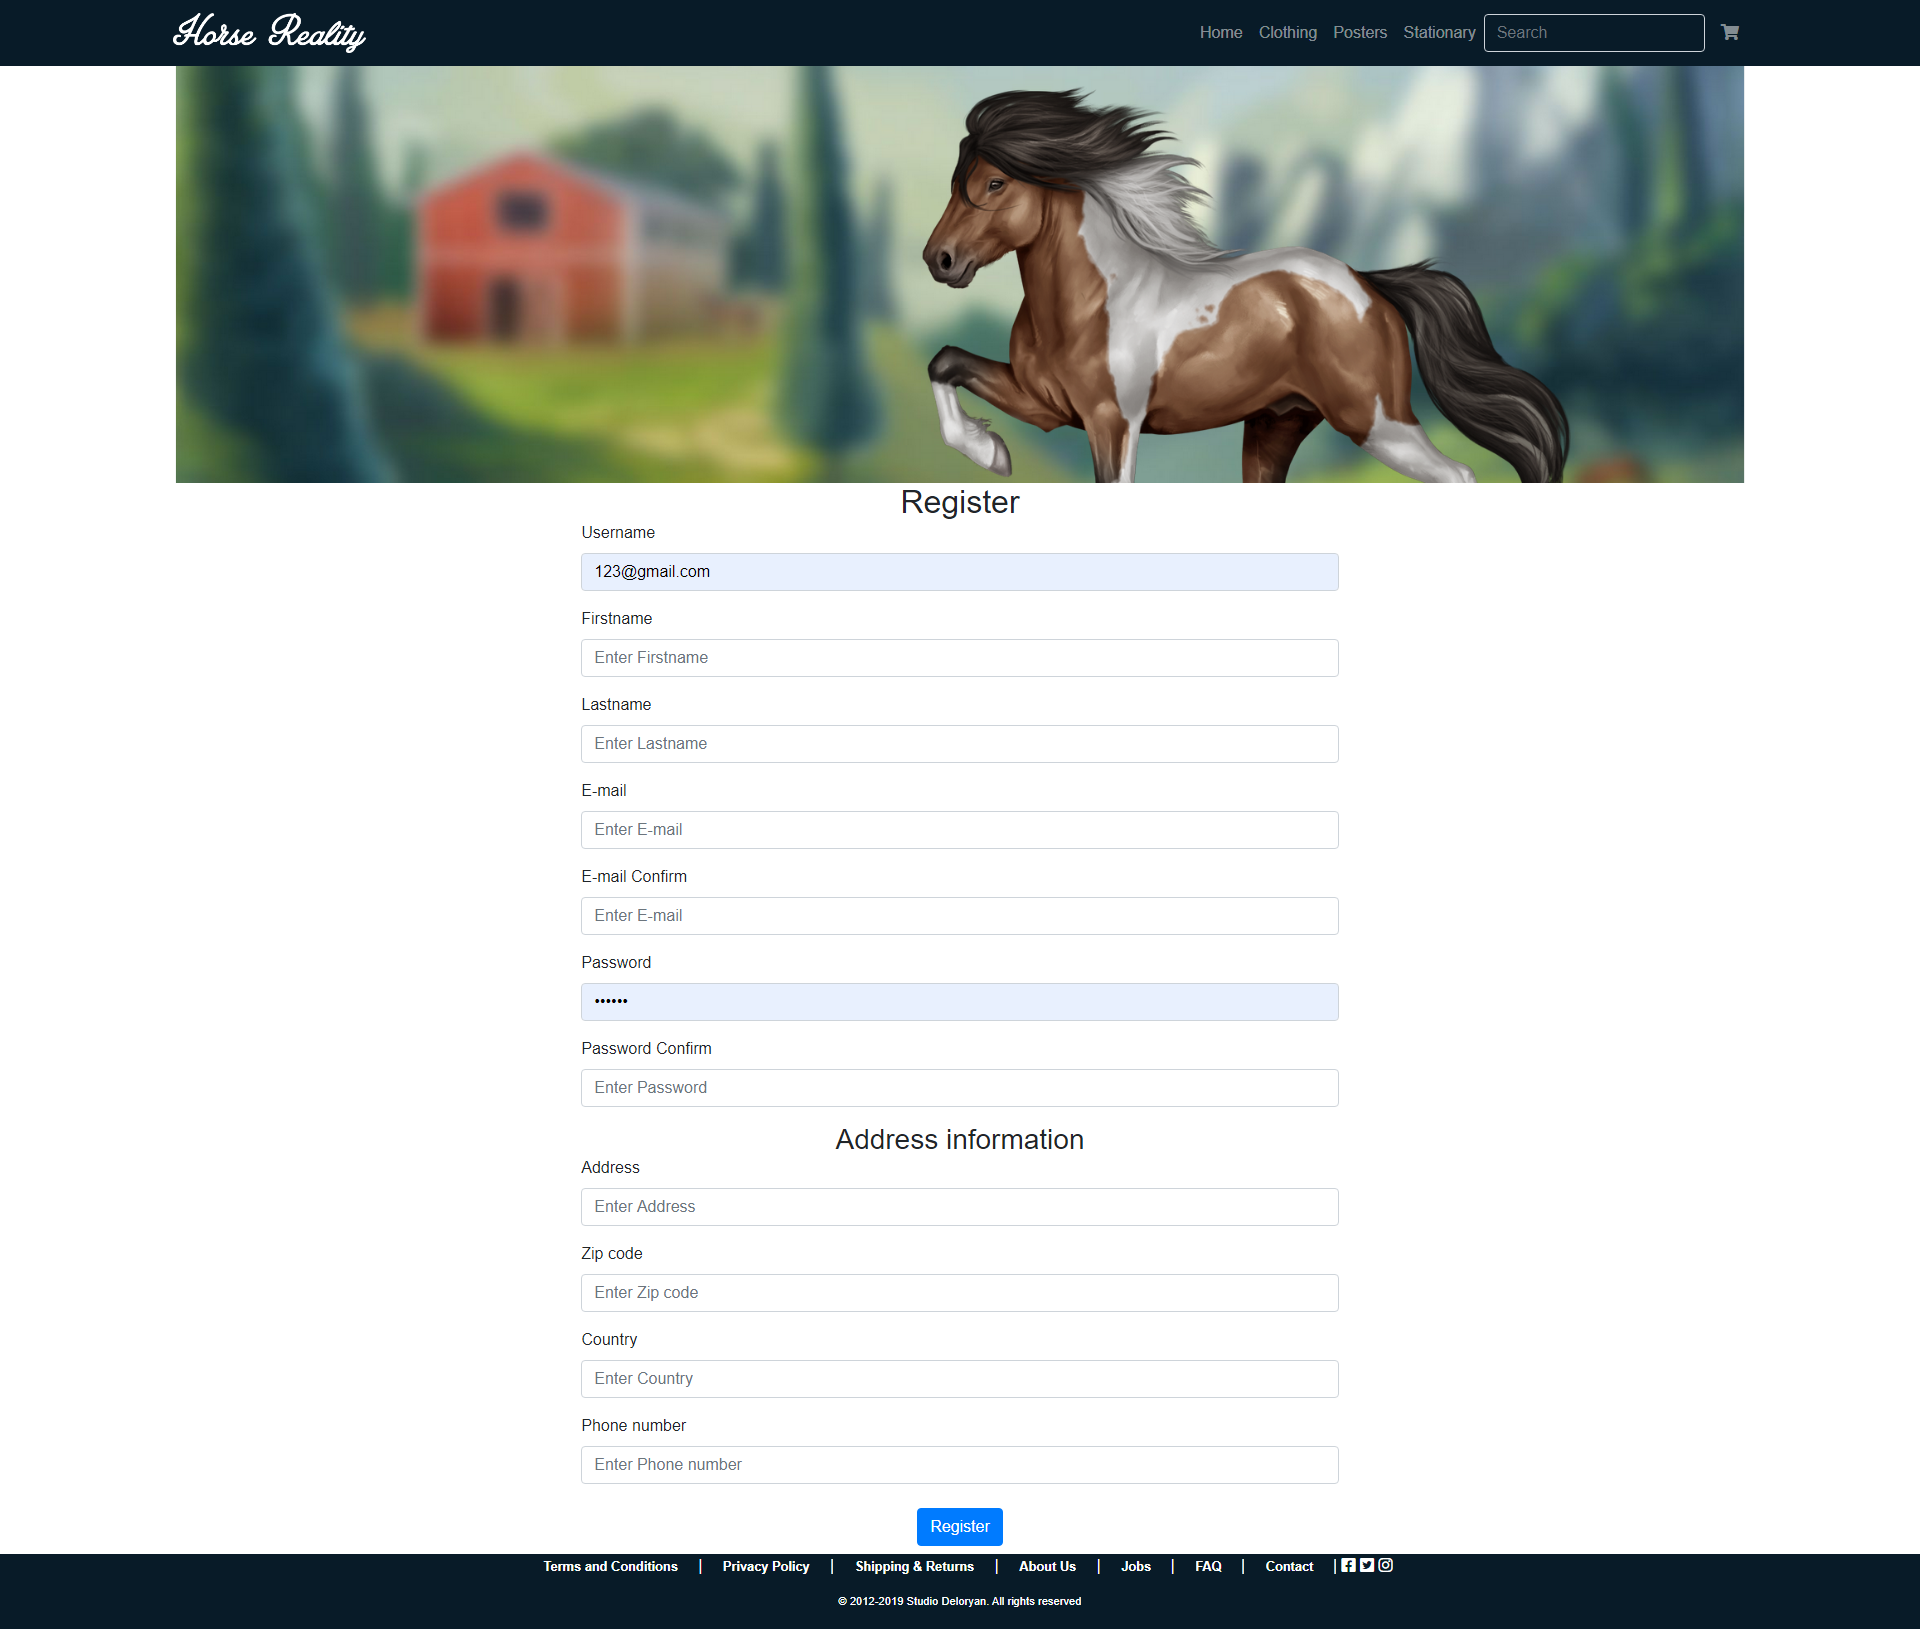 Horse Reality
Home Clothing Posters Stationary Search
Register
Username
123@gmail.com
Firstname
Enter Firstname
Lastname
Enter Lastname
E-mail
Enter E-mail
E-mail Confirm
Enter E-mail
Password
••••••
Password Confirm
Enter Password
Address information
Address
Enter Address
Zip code
Enter Zip code
Country
Enter Country
Phone number
Enter Phone number
Register
Terms and Conditions | Privacy Policy | Shipping & Returns | About Us | Jobs | FAQ | Contact |
© 2012-2019 Studio Deloryan. All rights reserved